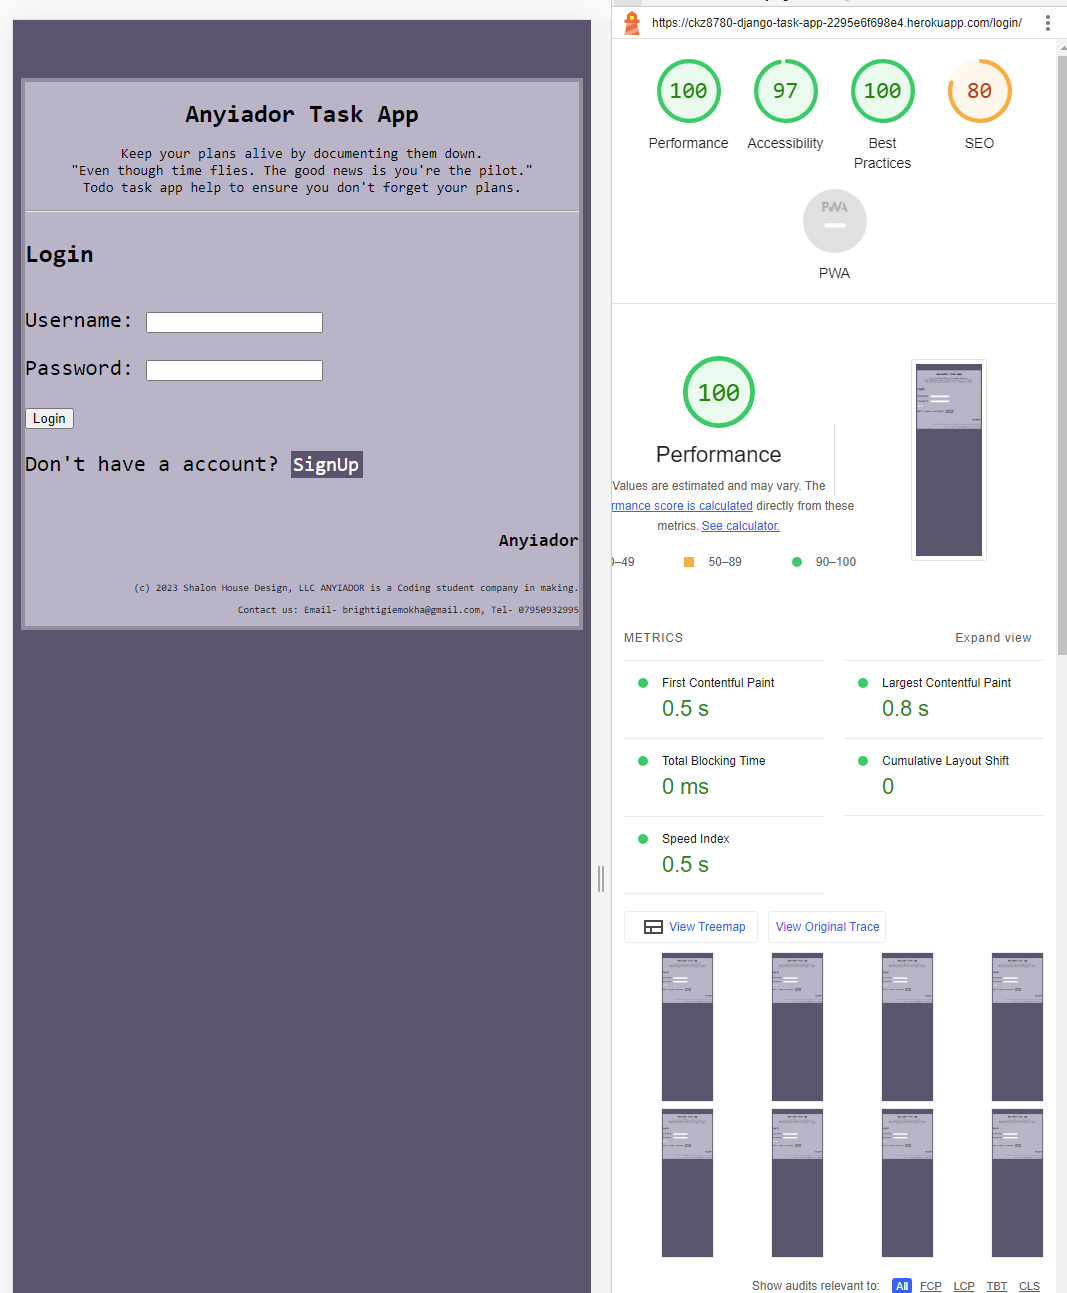 Anyiador Task App
Keep your plans alive by documenting them down.
"Even though time flies. The good news is you're the pilot."
Todo task app help to ensure you don't forget your plans.
Login
Username:
Password:
Login
Don't have a account? SignUp
Anyiador
(c) 2023 Shalon House Design, LLC ANYIADOR is a Coding student company in making.
Contact us: Email- brightigiemokha@gmail.com, Tel- 07950932995
https://ckz8780-django-task-app-2295e6f698e4.herokuapp.com/login/
100
Performance
97
Accessibility
100
Best
Practices
80
SEO
PWA
PWA
100
Performance
Values are estimated and may vary. The
rmance score is calculated directly from these
metrics. See calculator.
–49
50–89
90–100
METRICS
Expand view
First Contentful Paint
0.5 s
Largest Contentful Paint
0.8 s
Total Blocking Time
0 ms
Cumulative Layout Shift
0
Speed Index
0.5 s
View Treemap
View Original Trace
Show audits relevant to: All FCP LCP TBT CLS